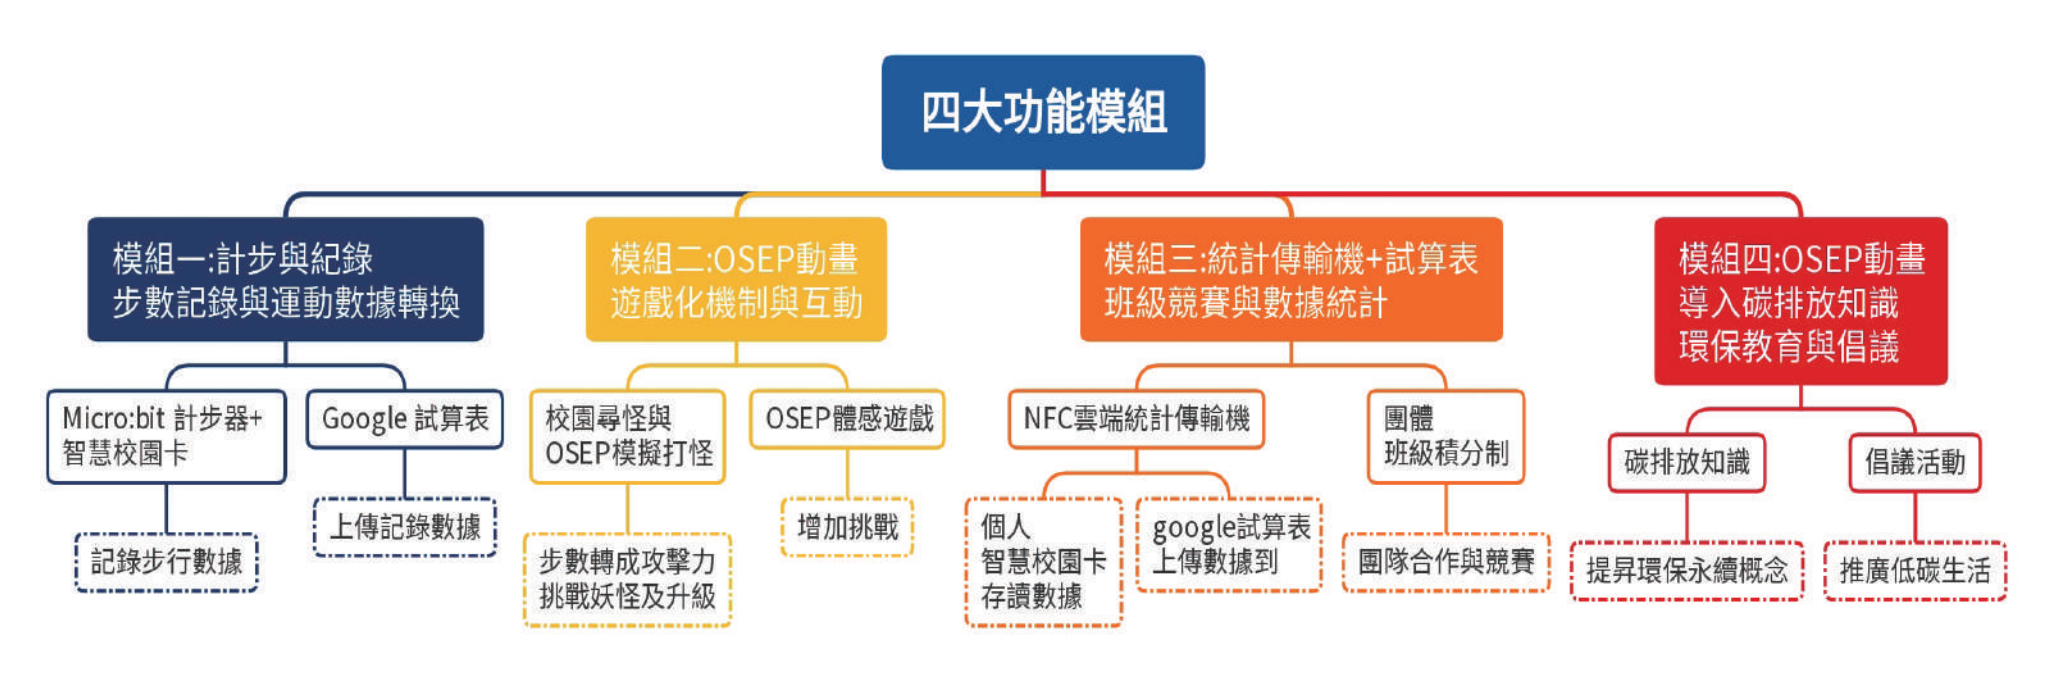 四大功能模組
模組一:計步與紀錄
步數記錄與運動數據轉換
Micro:bit 計步器+
智慧校園卡
記錄步行數據
Google 試算表
上傳記錄數據
模組二:OSEP動畫
遊戲化機制與互動
校園尋怪與
OSEP模擬打怪
步數轉成攻擊力
挑戰妖怪及升級
OSEP體感遊戲
增加挑戰
模組三:統計傳輸機+試算表
班級競賽與數據統計
NFC雲端統計傳輸機
個人
智慧校園卡
存讀數據
google試算表
上傳數據到
團體
班級積分制
團隊合作與競賽
模組四:OSEP動畫
導入碳排放知識
環保教育與倡議
碳排放知識
提昇環保永續概念
倡議活動
推廣低碳生活